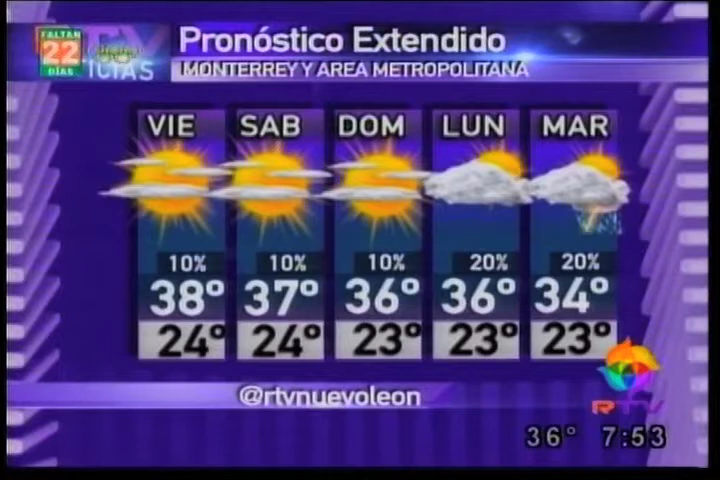 FALTAN
22
DÍAS
Pronóstico Extendido
MONTERREY Y AREA METROPOLITANA
VIE SAB DOM LUN MAR
10% 10% 10% 20% 20%
38° 37° 36° 36° 34°
24° 24° 23° 23° 23°
@rtvnuevoleon
RTV
36° 7:53